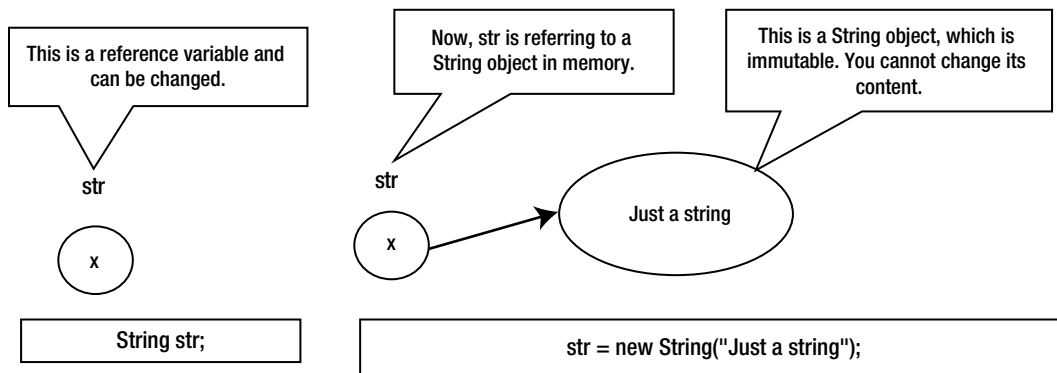 This is a reference variable and
can be changed.
str
x
String str;
Now, str is referring to a
String object in memory.
str
x
This is a String object, which is
immutable. You cannot change its
content.
Just a string
str = new String("Just a string");